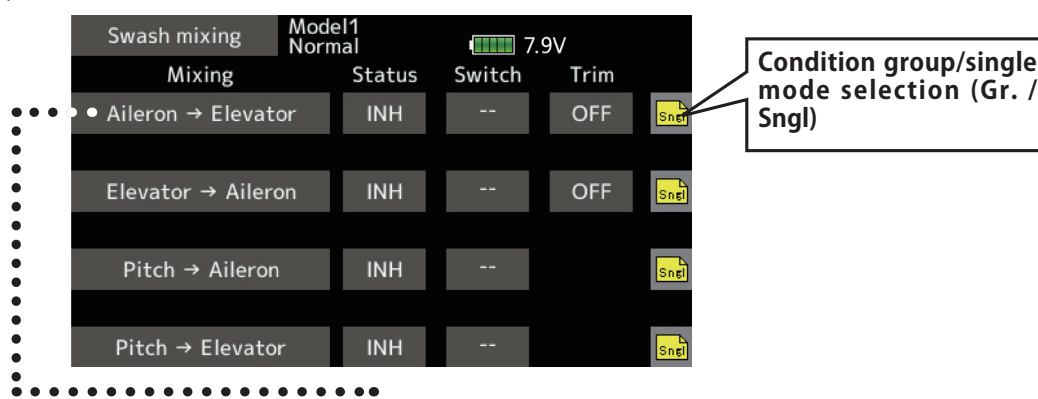 Swash mixing
Model1
Normal
7.9V
Mixing Status Switch Trim
Aileron → Elevator INH -- OFF Sngl
Elevator → Aileron INH -- OFF Sngl
Pitch → Aileron INH -- Sngl
Pitch → Elevator INH -- Sngl
Condition group/single
mode selection (Gr. /
Sngl)